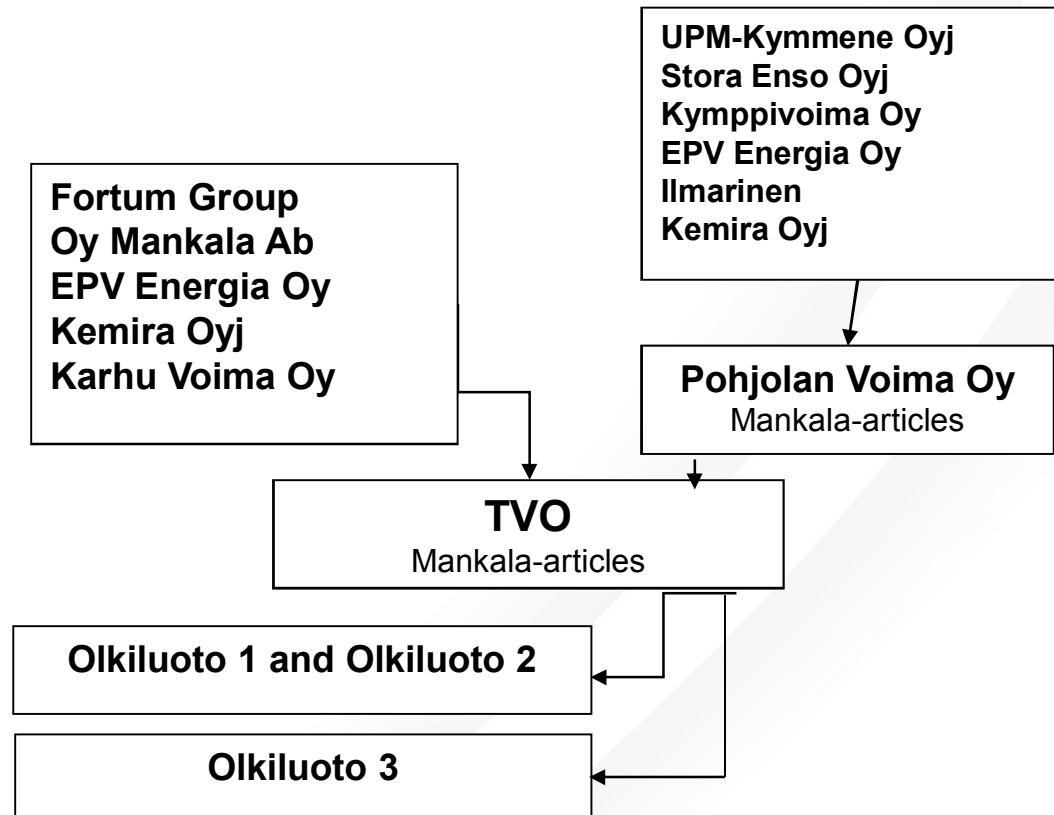 UPM-Kymmene Oyj
Stora Enso Oyj
Kymppivoima Oy
EPV Energia Oy
Ilmarinen
Kemira Oyj
Fortum Group
Oy Mankala Ab
EPV Energia Oy
Kemira Oyj
Karhu Voima Oy
Pohjolan Voima Oy
Mankala-articles
TVO
Mankala-articles
Olkiluoto 1 and Olkiluoto 2
Olkiluoto 3